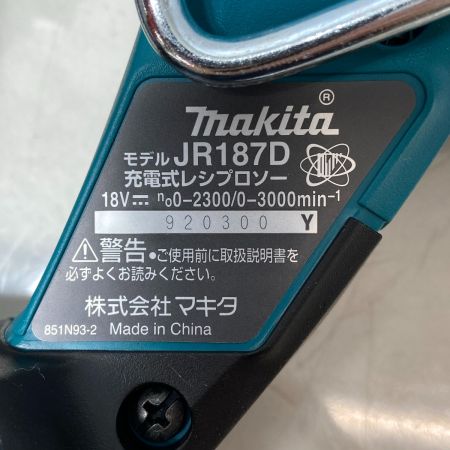 makita®
モデル JR187D
充電式レシプロソー
18V⎓ n₀0-2300/0-3000min⁻¹
920300 Y
⚠警告・ご使用前に取扱説明書を
必ずよくお読みください。
株式会社 マキタ
851N93-2 Made in China